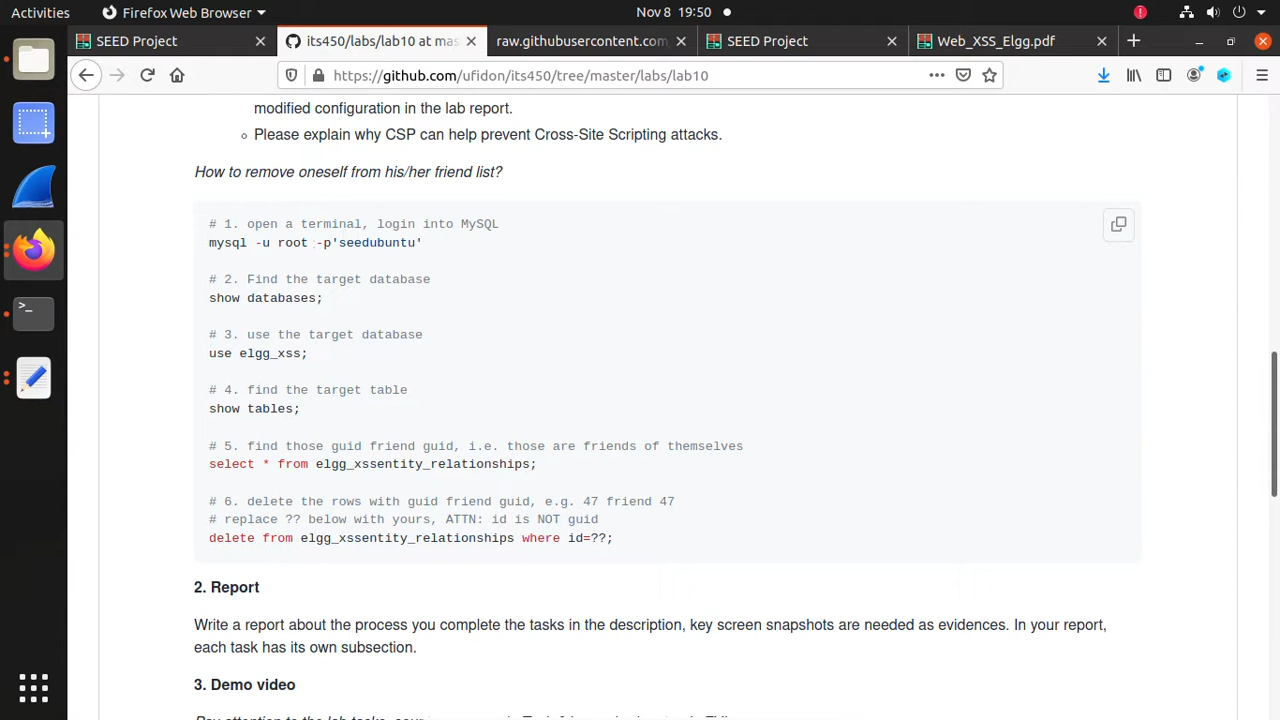 Activities
Firefox Web Browser
Nov 8 19:50
SEED Project
its450/labs/lab10 at mas
raw.githubusercontent.com
SEED Project
Web_XSS_Elgg.pdf
https://github.com/ufidon/its450/tree/master/labs/lab10
modified configuration in the lab report.
Please explain why CSP can help prevent Cross-Site Scripting attacks.
How to remove oneself from his/her friend list?
# 1. open a terminal, login into MySQL
mysql -u root -p'seedubuntu'
# 2. Find the target database
show databases;
# 3. use the target database
use elgg_xss;
# 4. find the target table
show tables;
# 5. find those guid friend guid, i.e. those are friends of themselves
select * from elgg_xssentity_relationships;
# 6. delete the rows with guid friend guid, e.g. 47 friend 47
# replace ?? below with yours, ATTN: id is NOT guid
delete from elgg_xssentity_relationships where id=??;
2. Report
Write a report about the process you complete the tasks in the description, key screen snapshots are needed as evidences. In your report,
each task has its own subsection.
3. Demo video